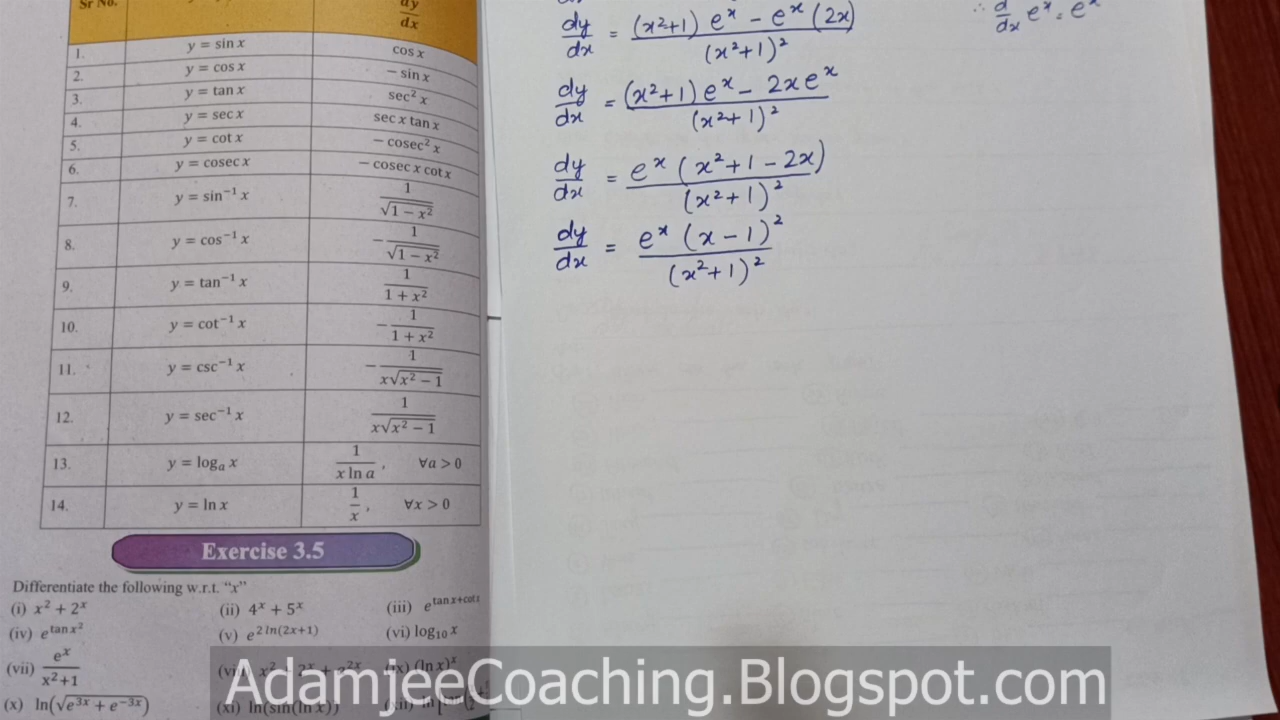 Sr No.
dy/dx
1. y = sin x cos x
2. y = cos x − sin x
3. y = tan x sec² x
4. y = sec x sec x tan x
5. y = cot x − cosec² x
6. y = cosec x − cosec x cot x
7. y = sin⁻¹ x 1/√(1 − x²)
8. y = cos⁻¹ x −1/√(1 − x²)
9. y = tan⁻¹ x 1/(1 + x²)
10. y = cot⁻¹ x −1/(1 + x²)
11. y = csc⁻¹ x −1/(x√(x² − 1))
12. y = sec⁻¹ x 1/(x√(x² − 1))
13. y = logₐ x 1/(x ln a), ∀a > 0
14. y = ln x 1/x, ∀x > 0
Exercise 3.5
Differentiate the following w.r.t. “x”
(i) x² + 2ˣ (ii) 4ˣ + 5ˣ (iii) e^(tan x+cot x)
(iv) e^(tan x²) (v) e^(2 ln(2x+1)) (vi) log₁₀ x
(vii) eˣ/(x²+1) (ix) (ln x)ˣ
(x) ln(√(e³ˣ + e⁻³ˣ)) (xi) ln(sin(ln x))
dy/dx = ((x²+1) eˣ − eˣ (2x))/(x²+1)² ∴ d/dx eˣ = eˣ
dy/dx = ((x²+1) eˣ − 2x eˣ)/(x²+1)²
dy/dx = eˣ (x²+1 − 2x)/(x²+1)²
dy/dx = eˣ (x − 1)²/(x²+1)²
AdamjeeCoaching.Blogspot.com